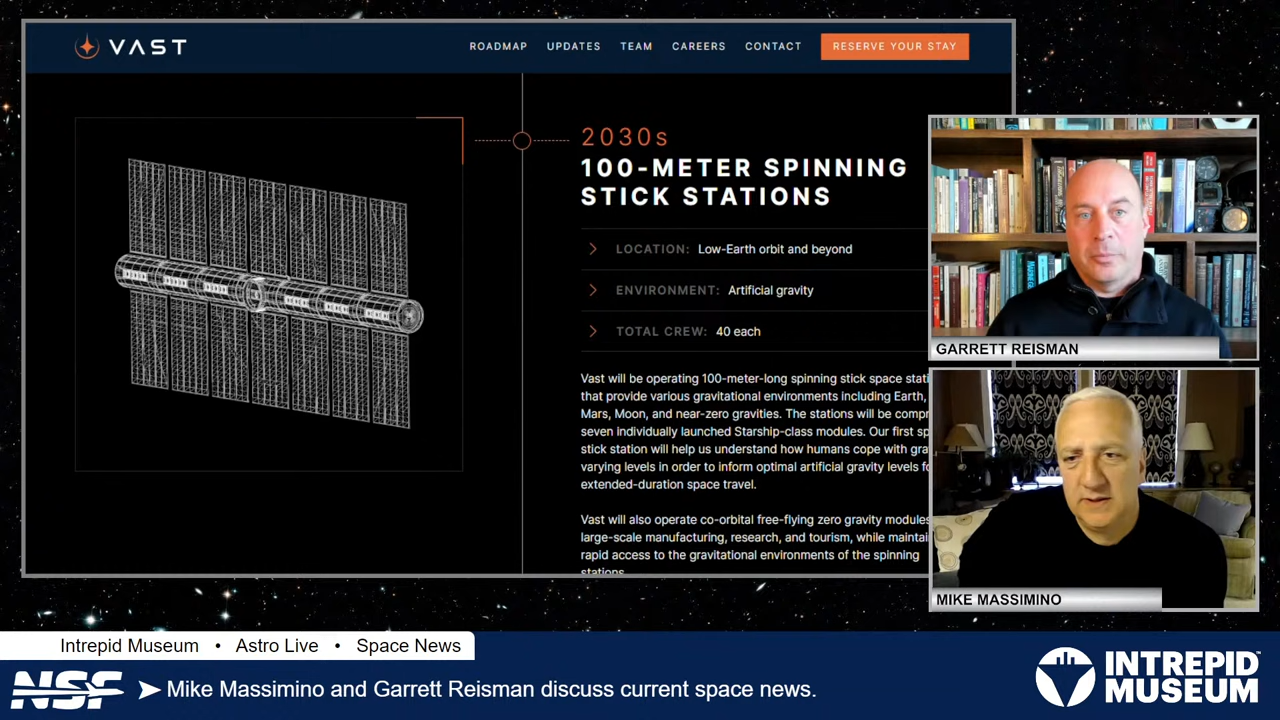 VAST
ROADMAP UPDATES TEAM CAREERS CONTACT RESERVE YOUR STAY
2030s
100-METER SPINNING
STICK STATIONS
LOCATION: Low-Earth orbit and beyond
ENVIRONMENT: Artificial gravity
TOTAL CREW: 40 each
Vast will be operating 100-meter-long spinning stick space stati
that provide various gravitational environments including Earth,
Mars, Moon, and near-zero gravities. The stations will be compr
seven individually launched Starship-class modules. Our first sp
stick station will help us understand how humans cope with gra
varying levels in order to inform optimal artificial gravity levels fo
extended-duration space travel.
Vast will also operate co-orbital free-flying zero gravity modules
large-scale manufacturing, research, and tourism, while maintai
rapid access to the gravitational environments of the spinning
stations.
GARRETT REISMAN
MIKE MASSIMINO
Intrepid Museum • Astro Live • Space News
NSF
Mike Massimino and Garrett Reisman discuss current space news.
INTREPID
MUSEUM™